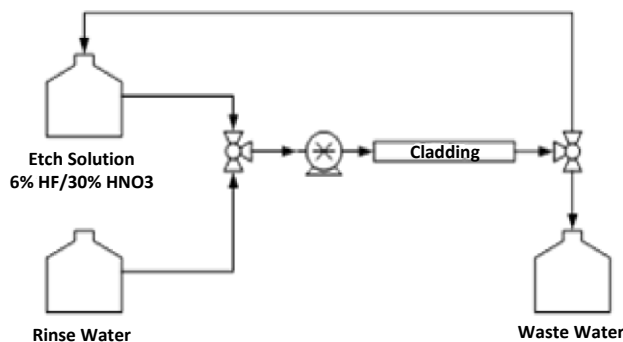 Etch Solution
6% HF/30% HNO3
Cladding
Rinse Water
Waste Water